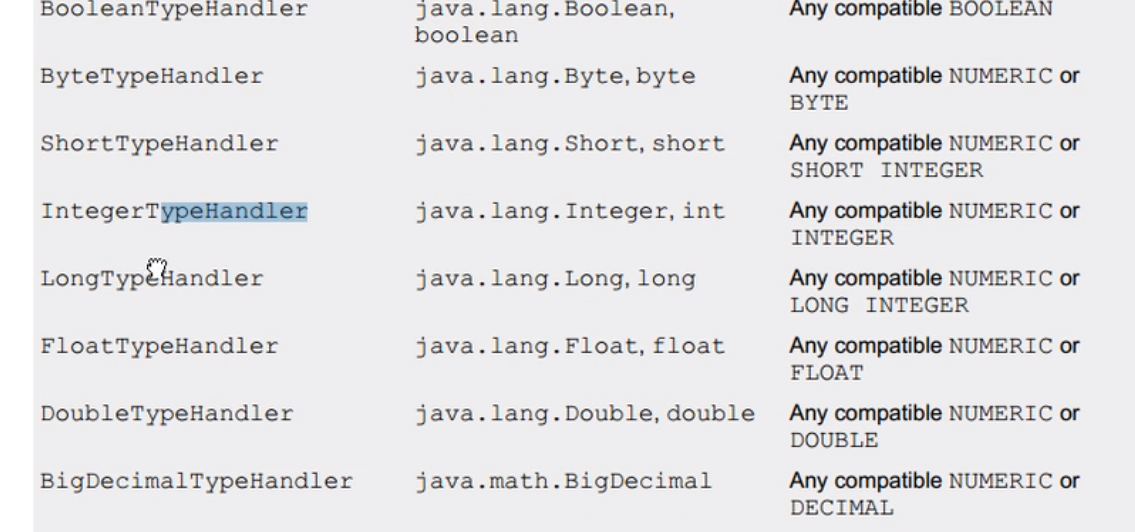 BooleanTypeHandler java.lang.Boolean, Any compatible BOOLEAN
boolean
ByteTypeHandler java.lang.Byte, byte Any compatible NUMERIC or
BYTE
ShortTypeHandler java.lang.Short, short Any compatible NUMERIC or
SHORT INTEGER
IntegerTypeHandler java.lang.Integer, int Any compatible NUMERIC or
INTEGER
LongTypeHandler java.lang.Long, long Any compatible NUMERIC or
LONG INTEGER
FloatTypeHandler java.lang.Float, float Any compatible NUMERIC or
FLOAT
DoubleTypeHandler java.lang.Double, double Any compatible NUMERIC or
DOUBLE
BigDecimalTypeHandler java.math.BigDecimal Any compatible NUMERIC or
DECIMAL